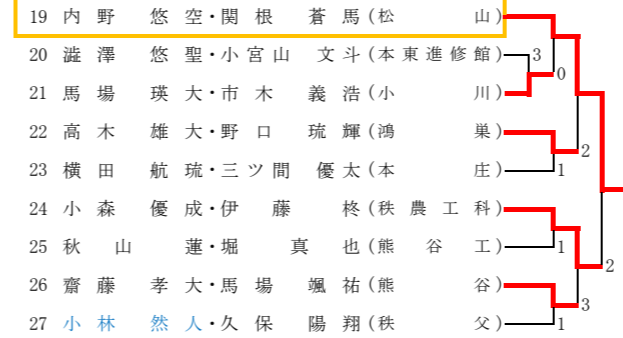 19 内野 悠空・関根 蒼馬(松山)
20 澁澤 悠聖・小宮山 文斗(本東進修館) 3
0
21 馬場 瑛大・市木 義浩(小川)
22 高木 雄大・野口 琉輝(鴻巣)
2
23 横田 航琉・三ツ間 優太(本庄) 1
24 小森 優成・伊藤 柊(秩農工科)
25 秋山 蓮・堀 真也(熊谷工) 1
2
26 齋藤 孝大・馬場 颯祐(熊谷)
3
27 小林 然人・久保 陽翔(秩父) 1